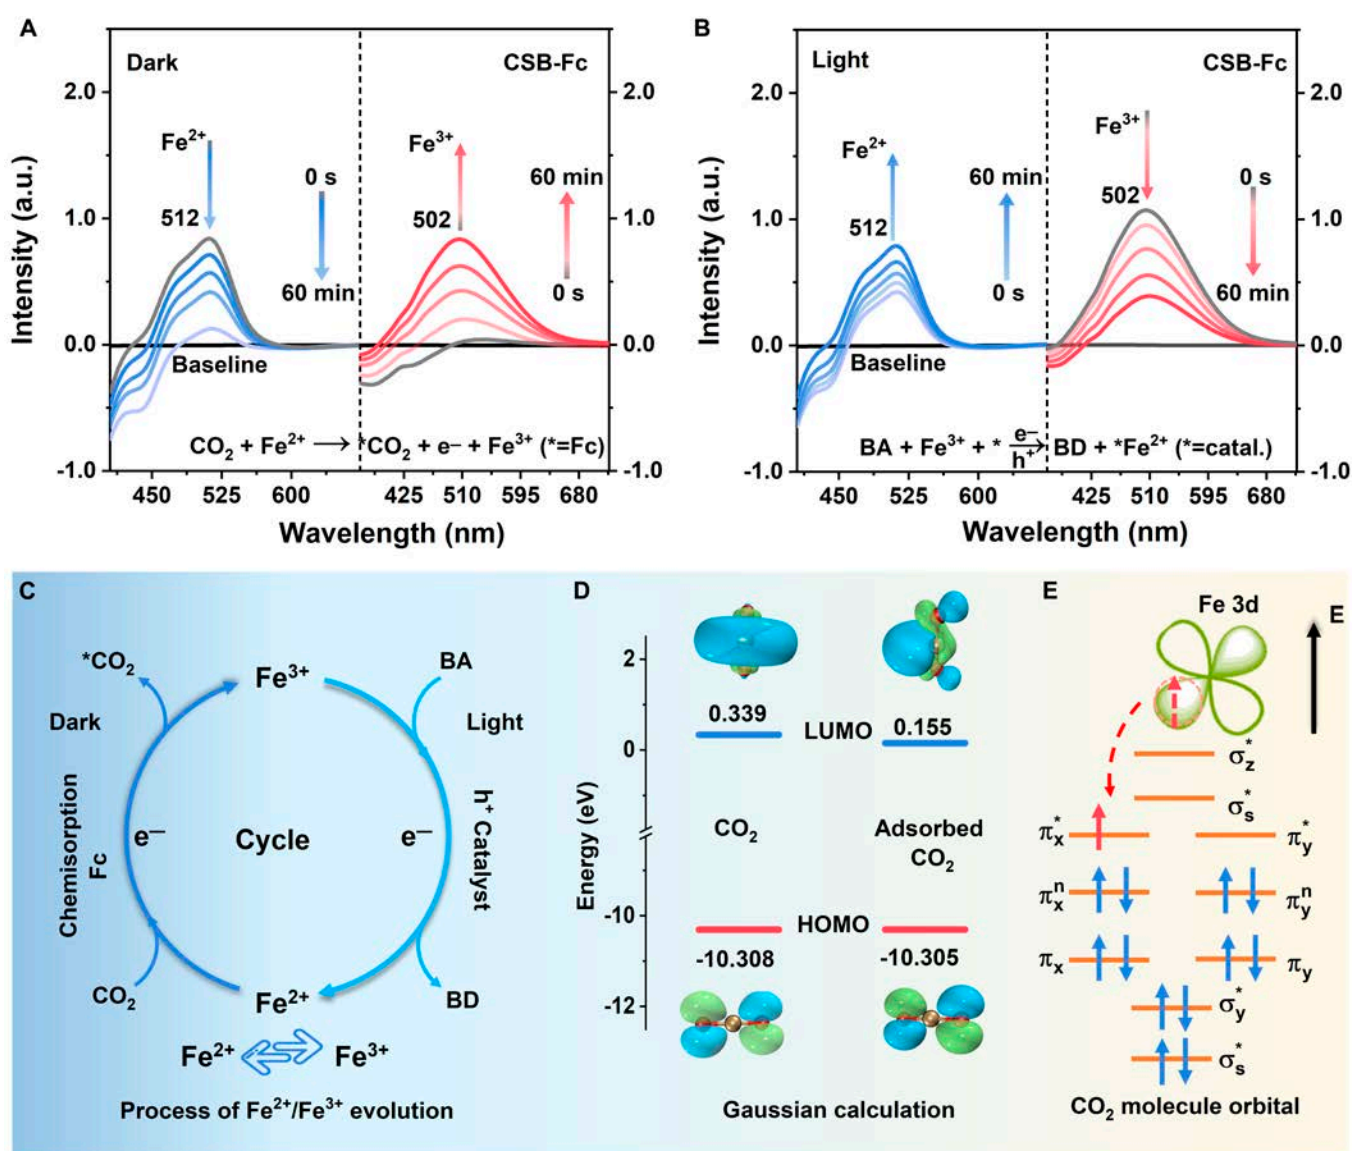 A
Dark
CSB-Fc
2.0
1.0
0.0
-1.0
2.0
1.0
0.0
-1.0
Intensity (a.u.)
Fe²⁺
0 s
512
60 min
Fe³⁺
60 min
502
0 s
Baseline
CO₂ + Fe²⁺ → *CO₂ + e– + Fe³⁺ (*=Fc)
450 525 600 425 510 595 680
Wavelength (nm)
B
Light
CSB-Fc
2.0
1.0
0.0
-1.0
2.0
1.0
0.0
-1.0
Intensity (a.u.)
Fe²⁺
60 min
512
0 s
Fe³⁺
0 s
502
60 min
Baseline
BA + Fe³⁺ + * e– → h⁺ BD + *Fe²⁺ (*=catal.)
450 525 600 425 510 595 680
Wavelength (nm)
C
*CO₂
Fe³⁺
BA
Dark
Light
Chemisorption
Fc
e–
Cycle
e–
h⁺ Catalyst
CO₂
Fe²⁺
BD
Fe²⁺
Fe³⁺
Process of Fe²⁺/Fe³⁺ evolution
D
Energy (eV)
2
0
-10
-12
0.339
LUMO
0.155
CO₂
Adsorbed
CO₂
HOMO
-10.308
-10.305
Gaussian calculation
E
Fe 3d
E
σz*
σs*
πx*
πy*
πxⁿ
πyⁿ
πx
πy
σy*
σs*
CO₂ molecule orbital